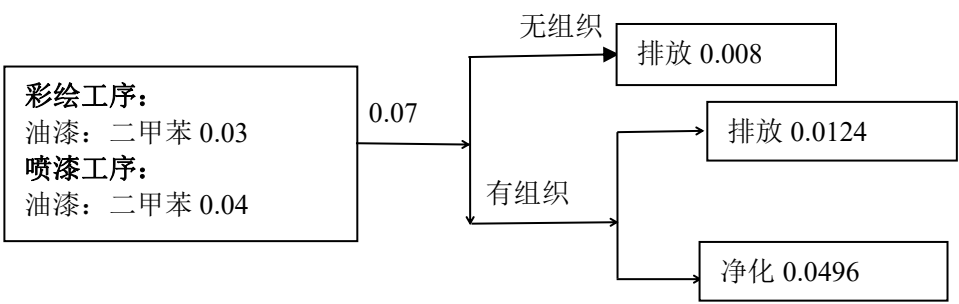 无组织
排放 0.008
彩绘工序：
油漆：二甲苯 0.03
喷漆工序：
油漆：二甲苯 0.04
0.07
排放 0.0124
有组织
净化 0.0496